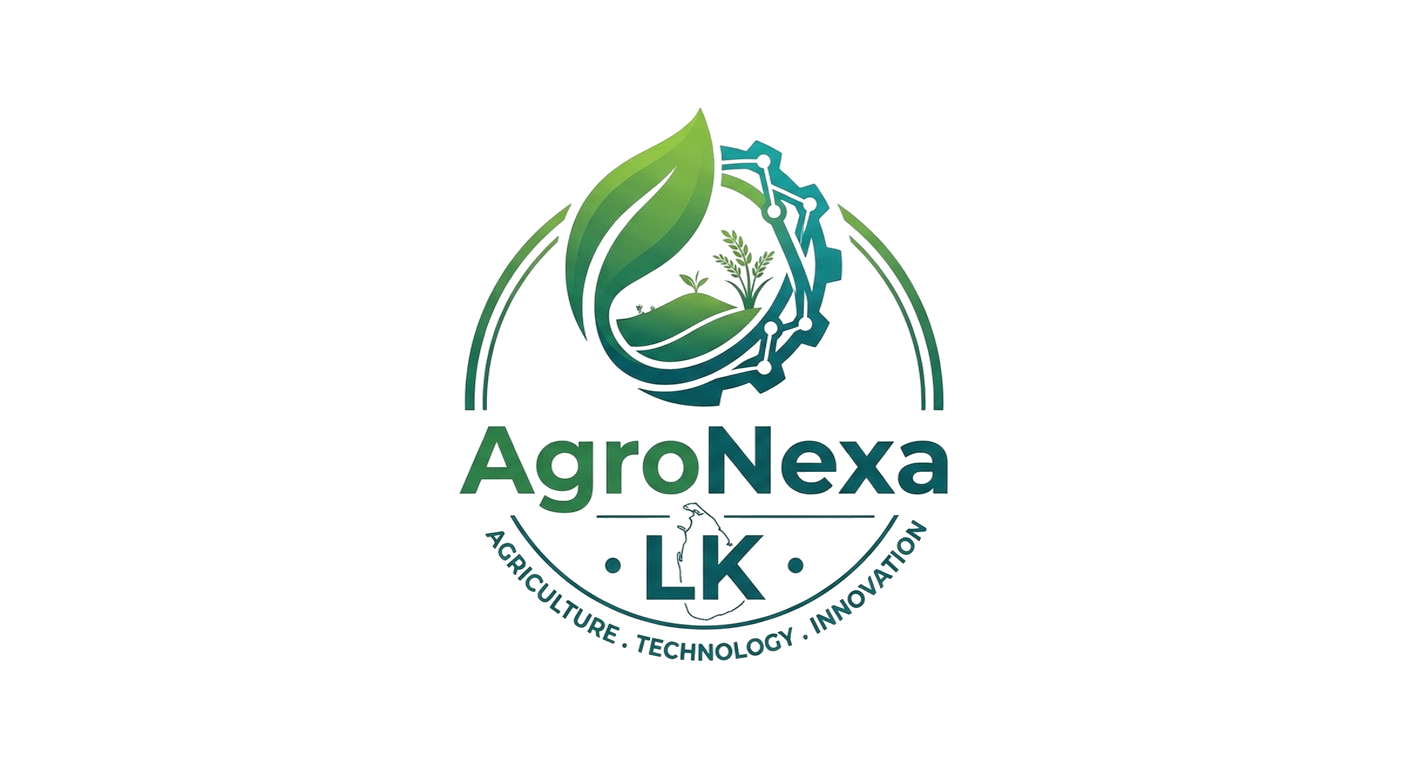 AgroNexa
• LK •
AGRICULTURE . TECHNOLOGY . INNOVATION